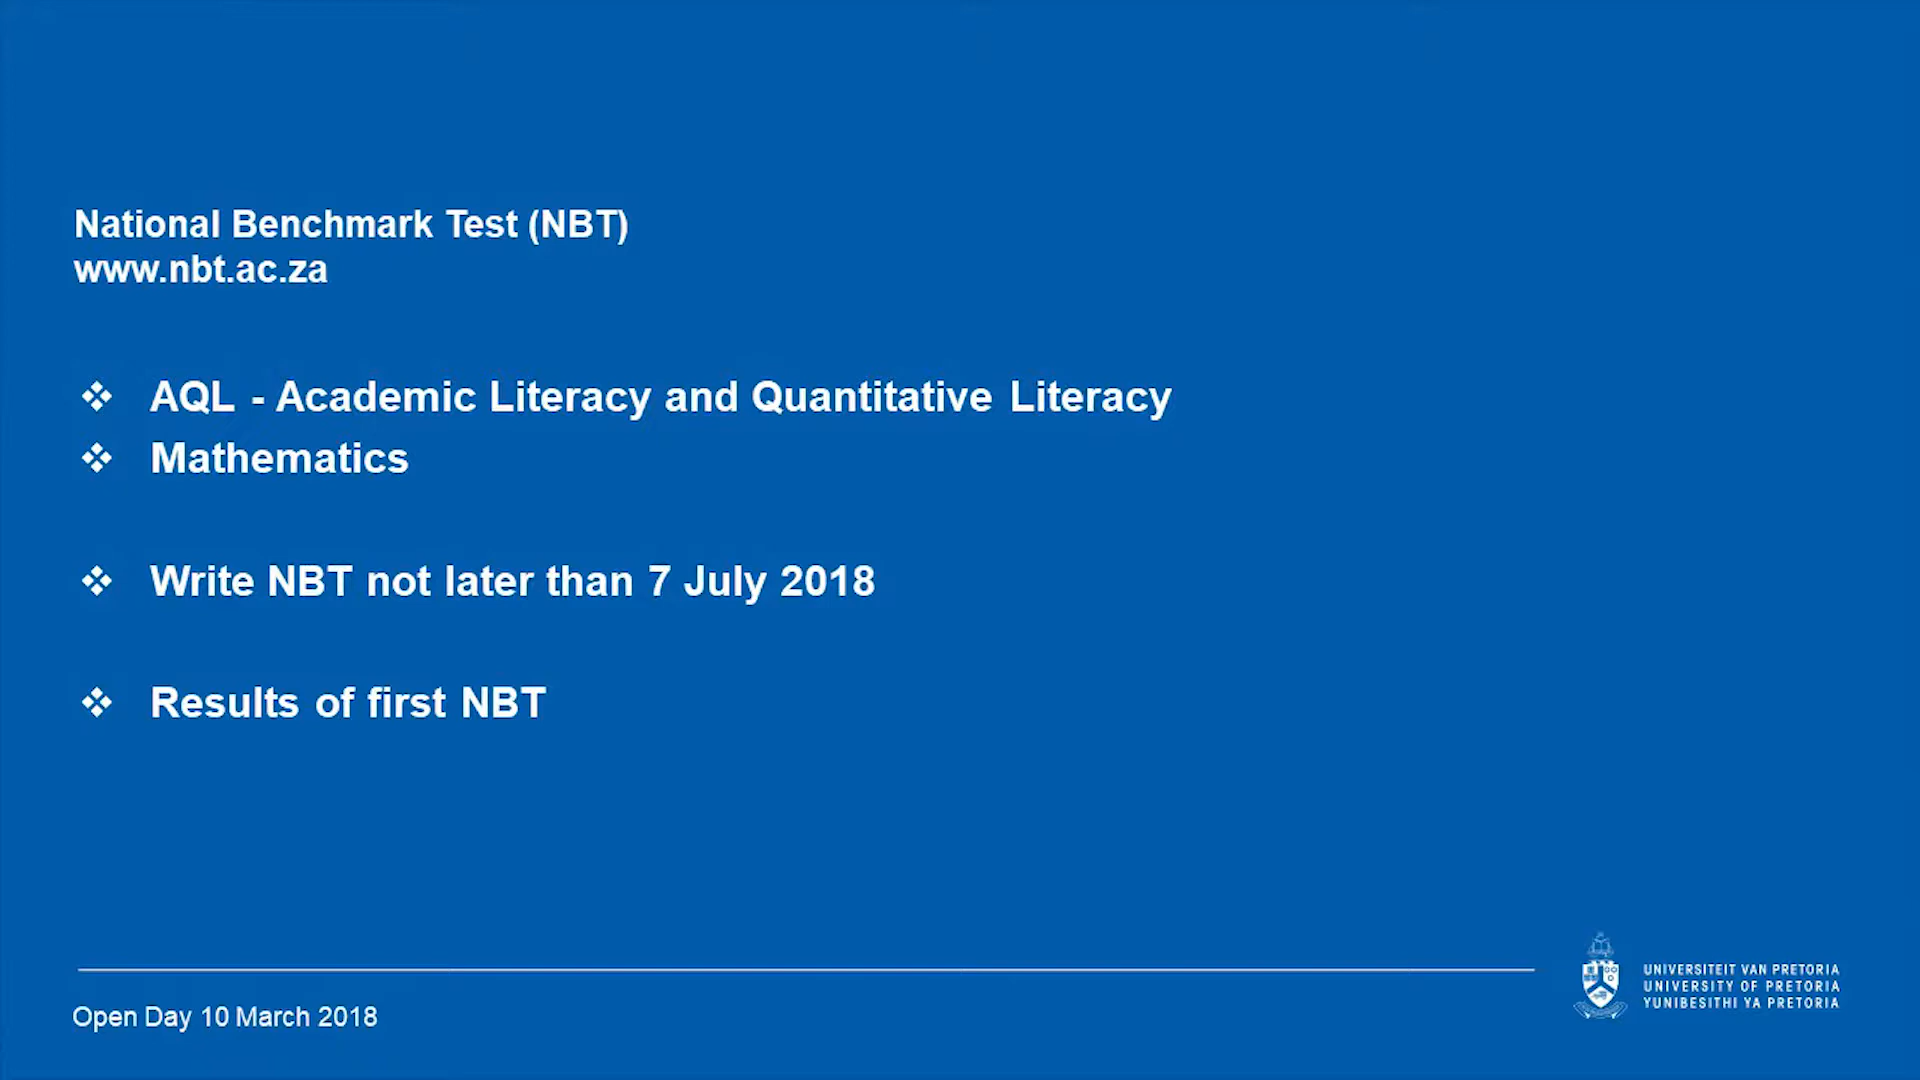 National Benchmark Test (NBT)
www.nbt.ac.za
❖ AQL - Academic Literacy and Quantitative Literacy
❖ Mathematics
❖ Write NBT not later than 7 July 2018
❖ Results of first NBT
Open Day 10 March 2018
UNIVERSITEIT VAN PRETORIA
UNIVERSITY OF PRETORIA
YUNIBESITHI YA PRETORIA